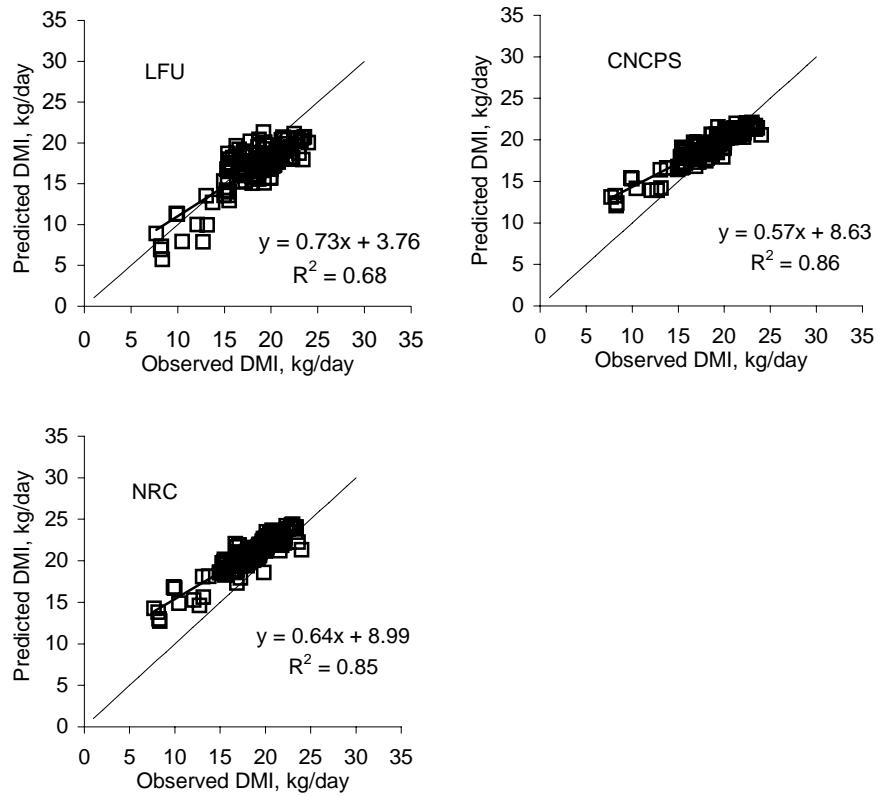 35
30
25
20
15
10
5
0
Predicted DMI, kg/day
LFU
y = 0.73x + 3.76
R² = 0.68
0 5 10 15 20 25 30 35
Observed DMI, kg/day
35
30
25
20
15
10
5
0
Predicted DMI, kg/day
CNCPS
y = 0.57x + 8.63
R² = 0.86
0 5 10 15 20 25 30 35
Observed DMI, kg/day
35
30
25
20
15
10
5
0
Predicted DMI, kg/day
NRC
y = 0.64x + 8.99
R² = 0.85
0 5 10 15 20 25 30 35
Observed DMI, kg/day